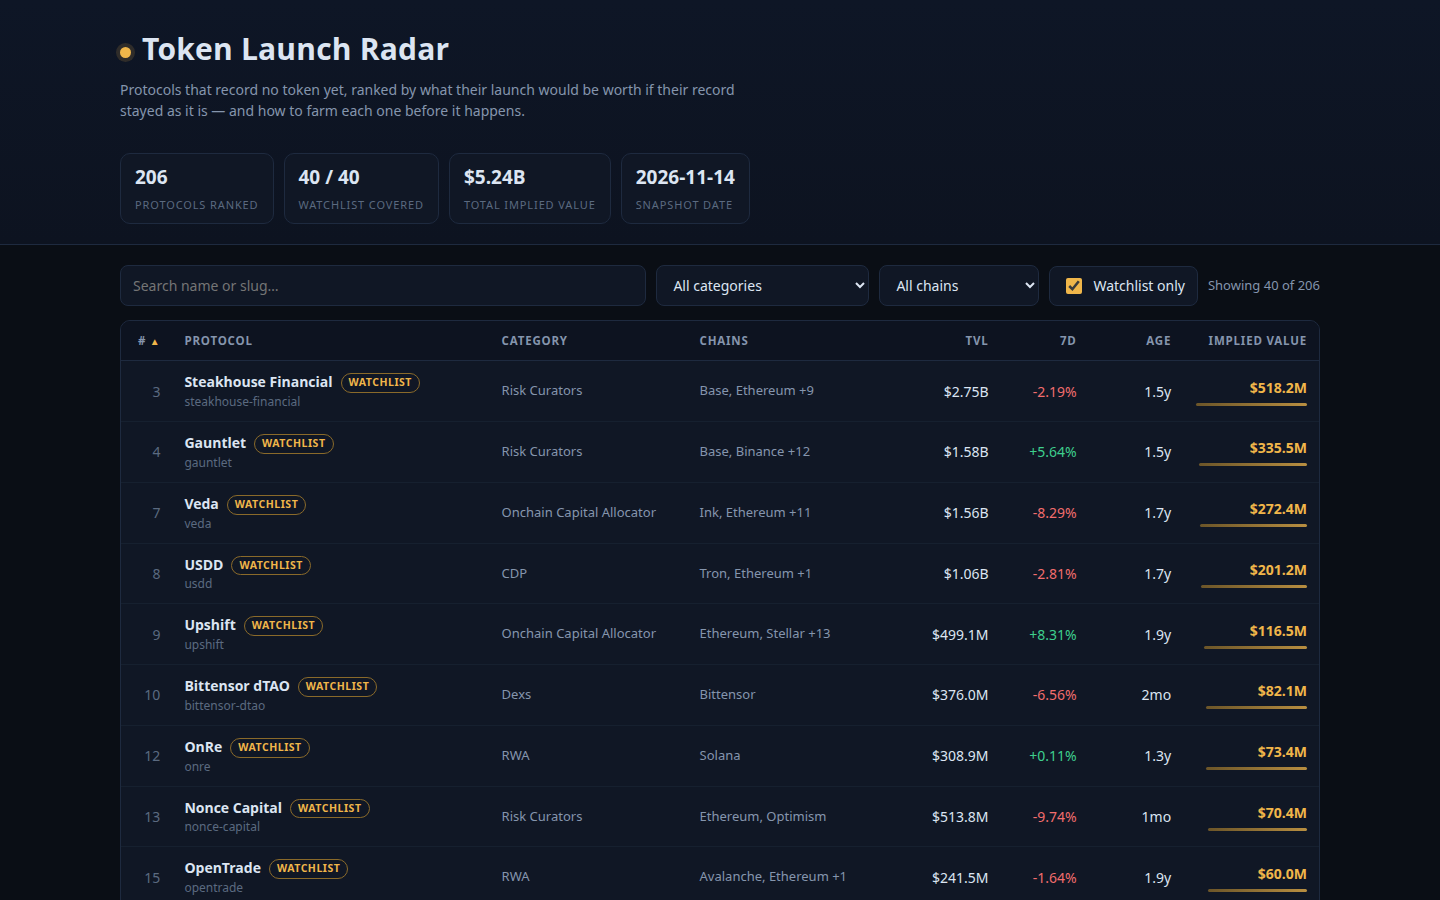 Token Launch Radar
Protocols that record no token yet, ranked by what their launch would be worth if their record
stayed as it is — and how to farm each one before it happens.
206
PROTOCOLS RANKED
40 / 40
WATCHLIST COVERED
$5.24B
TOTAL IMPLIED VALUE
2026-11-14
SNAPSHOT DATE
Search name or slug...
All categories
All chains
Watchlist only
Showing 40 of 206
# ▲ PROTOCOL CATEGORY CHAINS TVL 7D AGE IMPLIED VALUE
3 Steakhouse Financial WATCHLIST Risk Curators Base, Ethereum +9 $2.75B -2.19% 1.5y $518.2M
steakhouse-financial
4 Gauntlet WATCHLIST Risk Curators Base, Binance +12 $1.58B +5.64% 1.5y $335.5M
gauntlet
7 Veda WATCHLIST Onchain Capital Allocator Ink, Ethereum +11 $1.56B -8.29% 1.7y $272.4M
veda
8 USDD WATCHLIST CDP Tron, Ethereum +1 $1.06B -2.81% 1.7y $201.2M
usdd
9 Upshift WATCHLIST Onchain Capital Allocator Ethereum, Stellar +13 $499.1M +8.31% 1.9y $116.5M
upshift
10 Bittensor dTAO WATCHLIST Dexs Bittensor $376.0M -6.56% 2mo $82.1M
bittensor-dtao
12 OnRe WATCHLIST RWA Solana $308.9M +0.11% 1.3y $73.4M
onre
13 Nonce Capital WATCHLIST Risk Curators Ethereum, Optimism $513.8M -9.74% 1mo $70.4M
nonce-capital
15 OpenTrade WATCHLIST RWA Avalanche, Ethereum +1 $241.5M -1.64% 1.9y $60.0M
opentrade